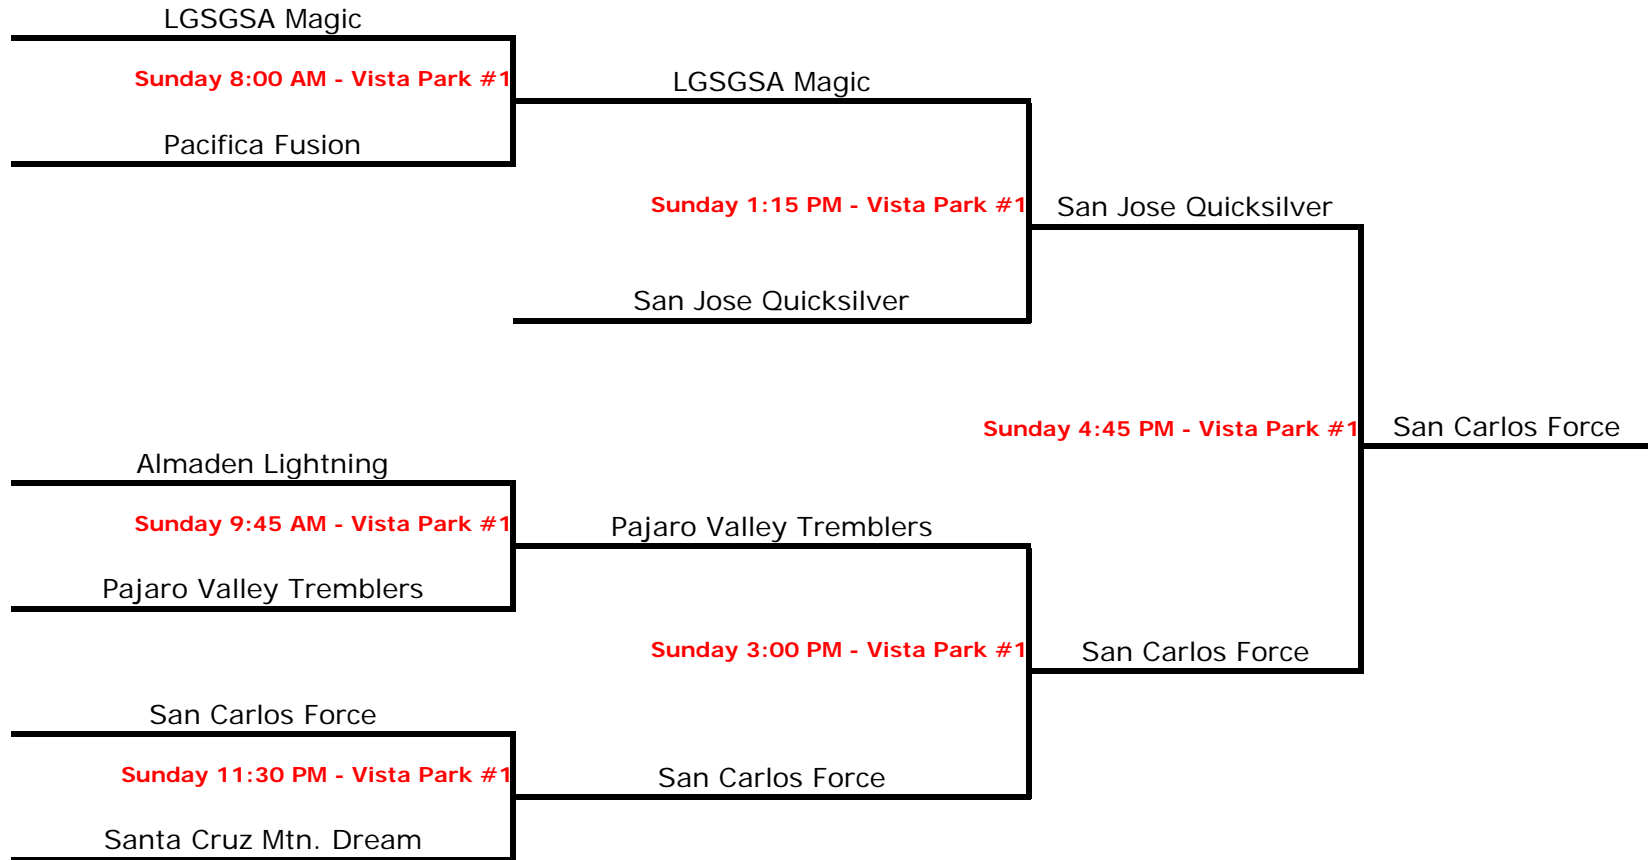 LGSGSA Magic
Sunday 8:00 AM - Vista Park #1
LGSGSA Magic
Pacifica Fusion
Sunday 1:15 PM - Vista Park #1
San Jose Quicksilver
San Jose Quicksilver
Sunday 4:45 PM - Vista Park #1
San Carlos Force
Almaden Lightning
Sunday 9:45 AM - Vista Park #1
Pajaro Valley Tremblers
Pajaro Valley Tremblers
Sunday 3:00 PM - Vista Park #1
San Carlos Force
San Carlos Force
Sunday 11:30 PM - Vista Park #1
San Carlos Force
Santa Cruz Mtn. Dream